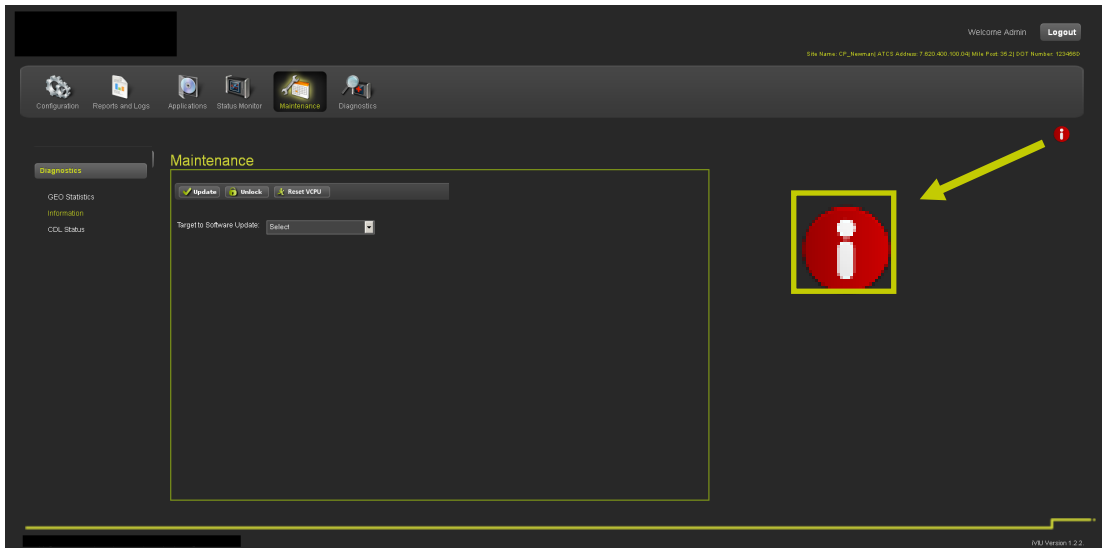 Welcome Admin Logout
Site Name: CP_Newman| ATCS Address: 7.620.400.100.04| Mile Post: 35.2| DOT Number: 123456D
Configuration Reports and Logs Applications Status Monitor Maintenance Diagnostics
Maintenance
Diagnostics
Update Unlock Reset VCPU
GEO Statistics
Information
CDL Status
Target to Software Update: Select
iVIU Version 1.2.2.